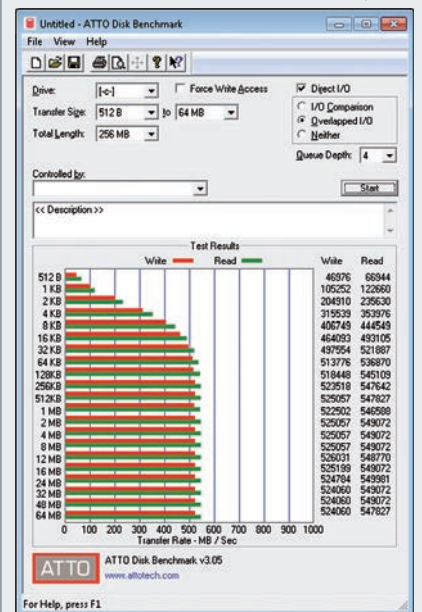 Untitled - ATTO Disk Benchmark
File View Help
Drive: [-c-] Force Write Access Direct I/O
Transfer Size: 512 B to 64 MB I/O Comparison
Total Length: 256 MB Overlapped I/O
Neither
Queue Depth: 4
Controlled by:
Start
<< Description >>
Test Results
Write Read Write Read
512 B 46976 66944
1 KB 105252 122660
2 KB 204910 235630
4 KB 315539 353976
8 KB 406749 444549
16 KB 464093 493105
32 KB 497554 521887
64 KB 513776 536870
128KB 518448 545109
256KB 523518 547642
512KB 525057 547827
1 MB 522502 546588
2 MB 525057 549072
4 MB 525057 549072
8 MB 525057 549072
12 MB 526031 548770
16 MB 525199 549072
24 MB 524784 549981
32 MB 524060 549072
48 MB 524060 549072
64 MB 524060 547827
0 100 200 300 400 500 600 700 800 900 1000
Transfer Rate - MB / Sec
ATTO
ATTO Disk Benchmark v3.05
www.attotech.com
For Help, press F1